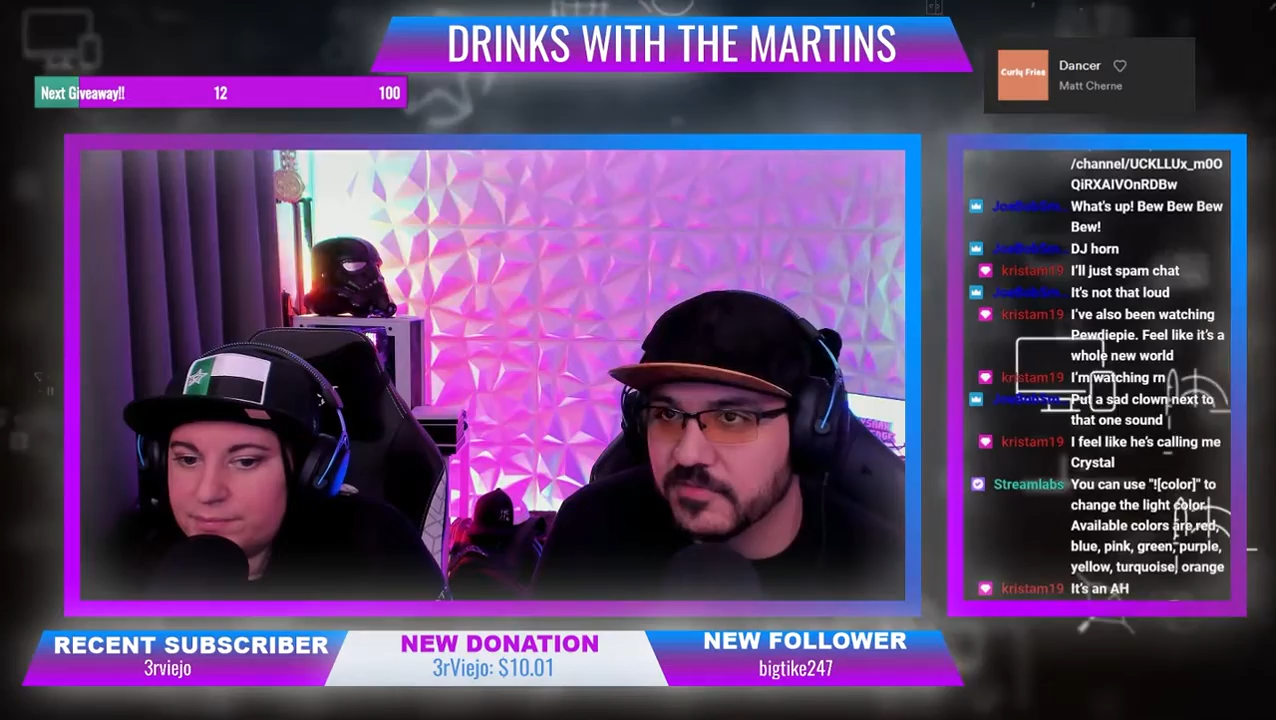 DRINKS WITH THE MARTINS
Next Giveaway!! 12 100
Curly Fries
Dancer
Matt Cherne
/channel/UCKLLUx_m0O
QiRXAIVOnRDBw
What's up! Bew Bew Bew
Bew!
DJ horn
kristam19 I'll just spam chat
It's not that loud
kristam19 I've also been watching
Pewdiepie. Feel like it's a
whole new world
kristam19 I'm watching rn
Put a sad clown next to
that one sound
kristam19 I feel like he's calling me
Crystal
Streamlabs You can use "![color]" to
change the light color.
Available colors are red,
blue, pink, green, purple,
yellow, turquoise, orange
kristam19 It's an AH
RECENT SUBSCRIBER
3rviejo
NEW DONATION
3rViejo: $10.01
NEW FOLLOWER
bigtike247